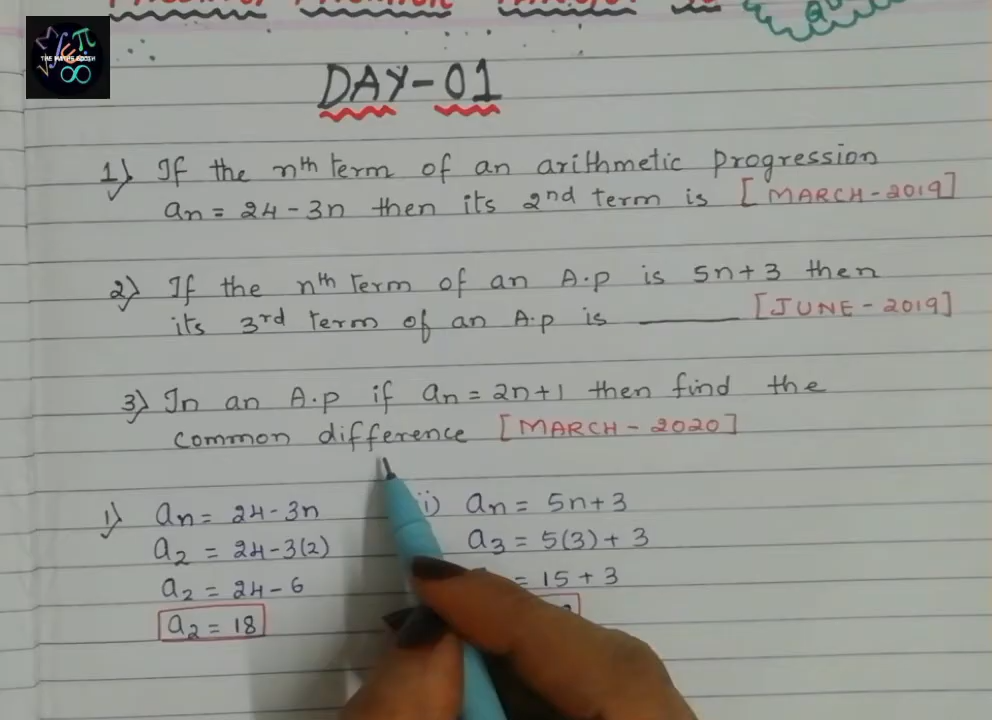 THE MATHS BOOTH
DAY-01
1) If the nth term of an arithmetic progression
an = 24-3n then its 2nd term is [MARCH-2019]
2) If the nth term of an A.p is 5n+3 then
its 3rd term of an A.p is ______ [JUNE-2019]
3) In an A.p if an = 2n+1 then find the
common difference [MARCH-2020]
1) an = 24-3n
a2 = 24-3(2)
a2 = 24-6
a2 = 18
ii) an = 5n+3
a3 = 5(3)+3
= 15+3